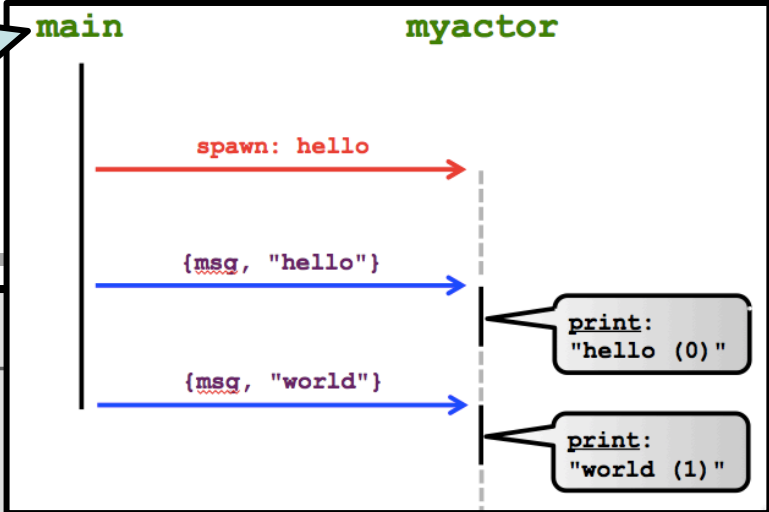 main
myactor
spawn: hello
{msg, "hello"}
print:
"hello (0)"
{msg, "world"}
print:
"world (1)"